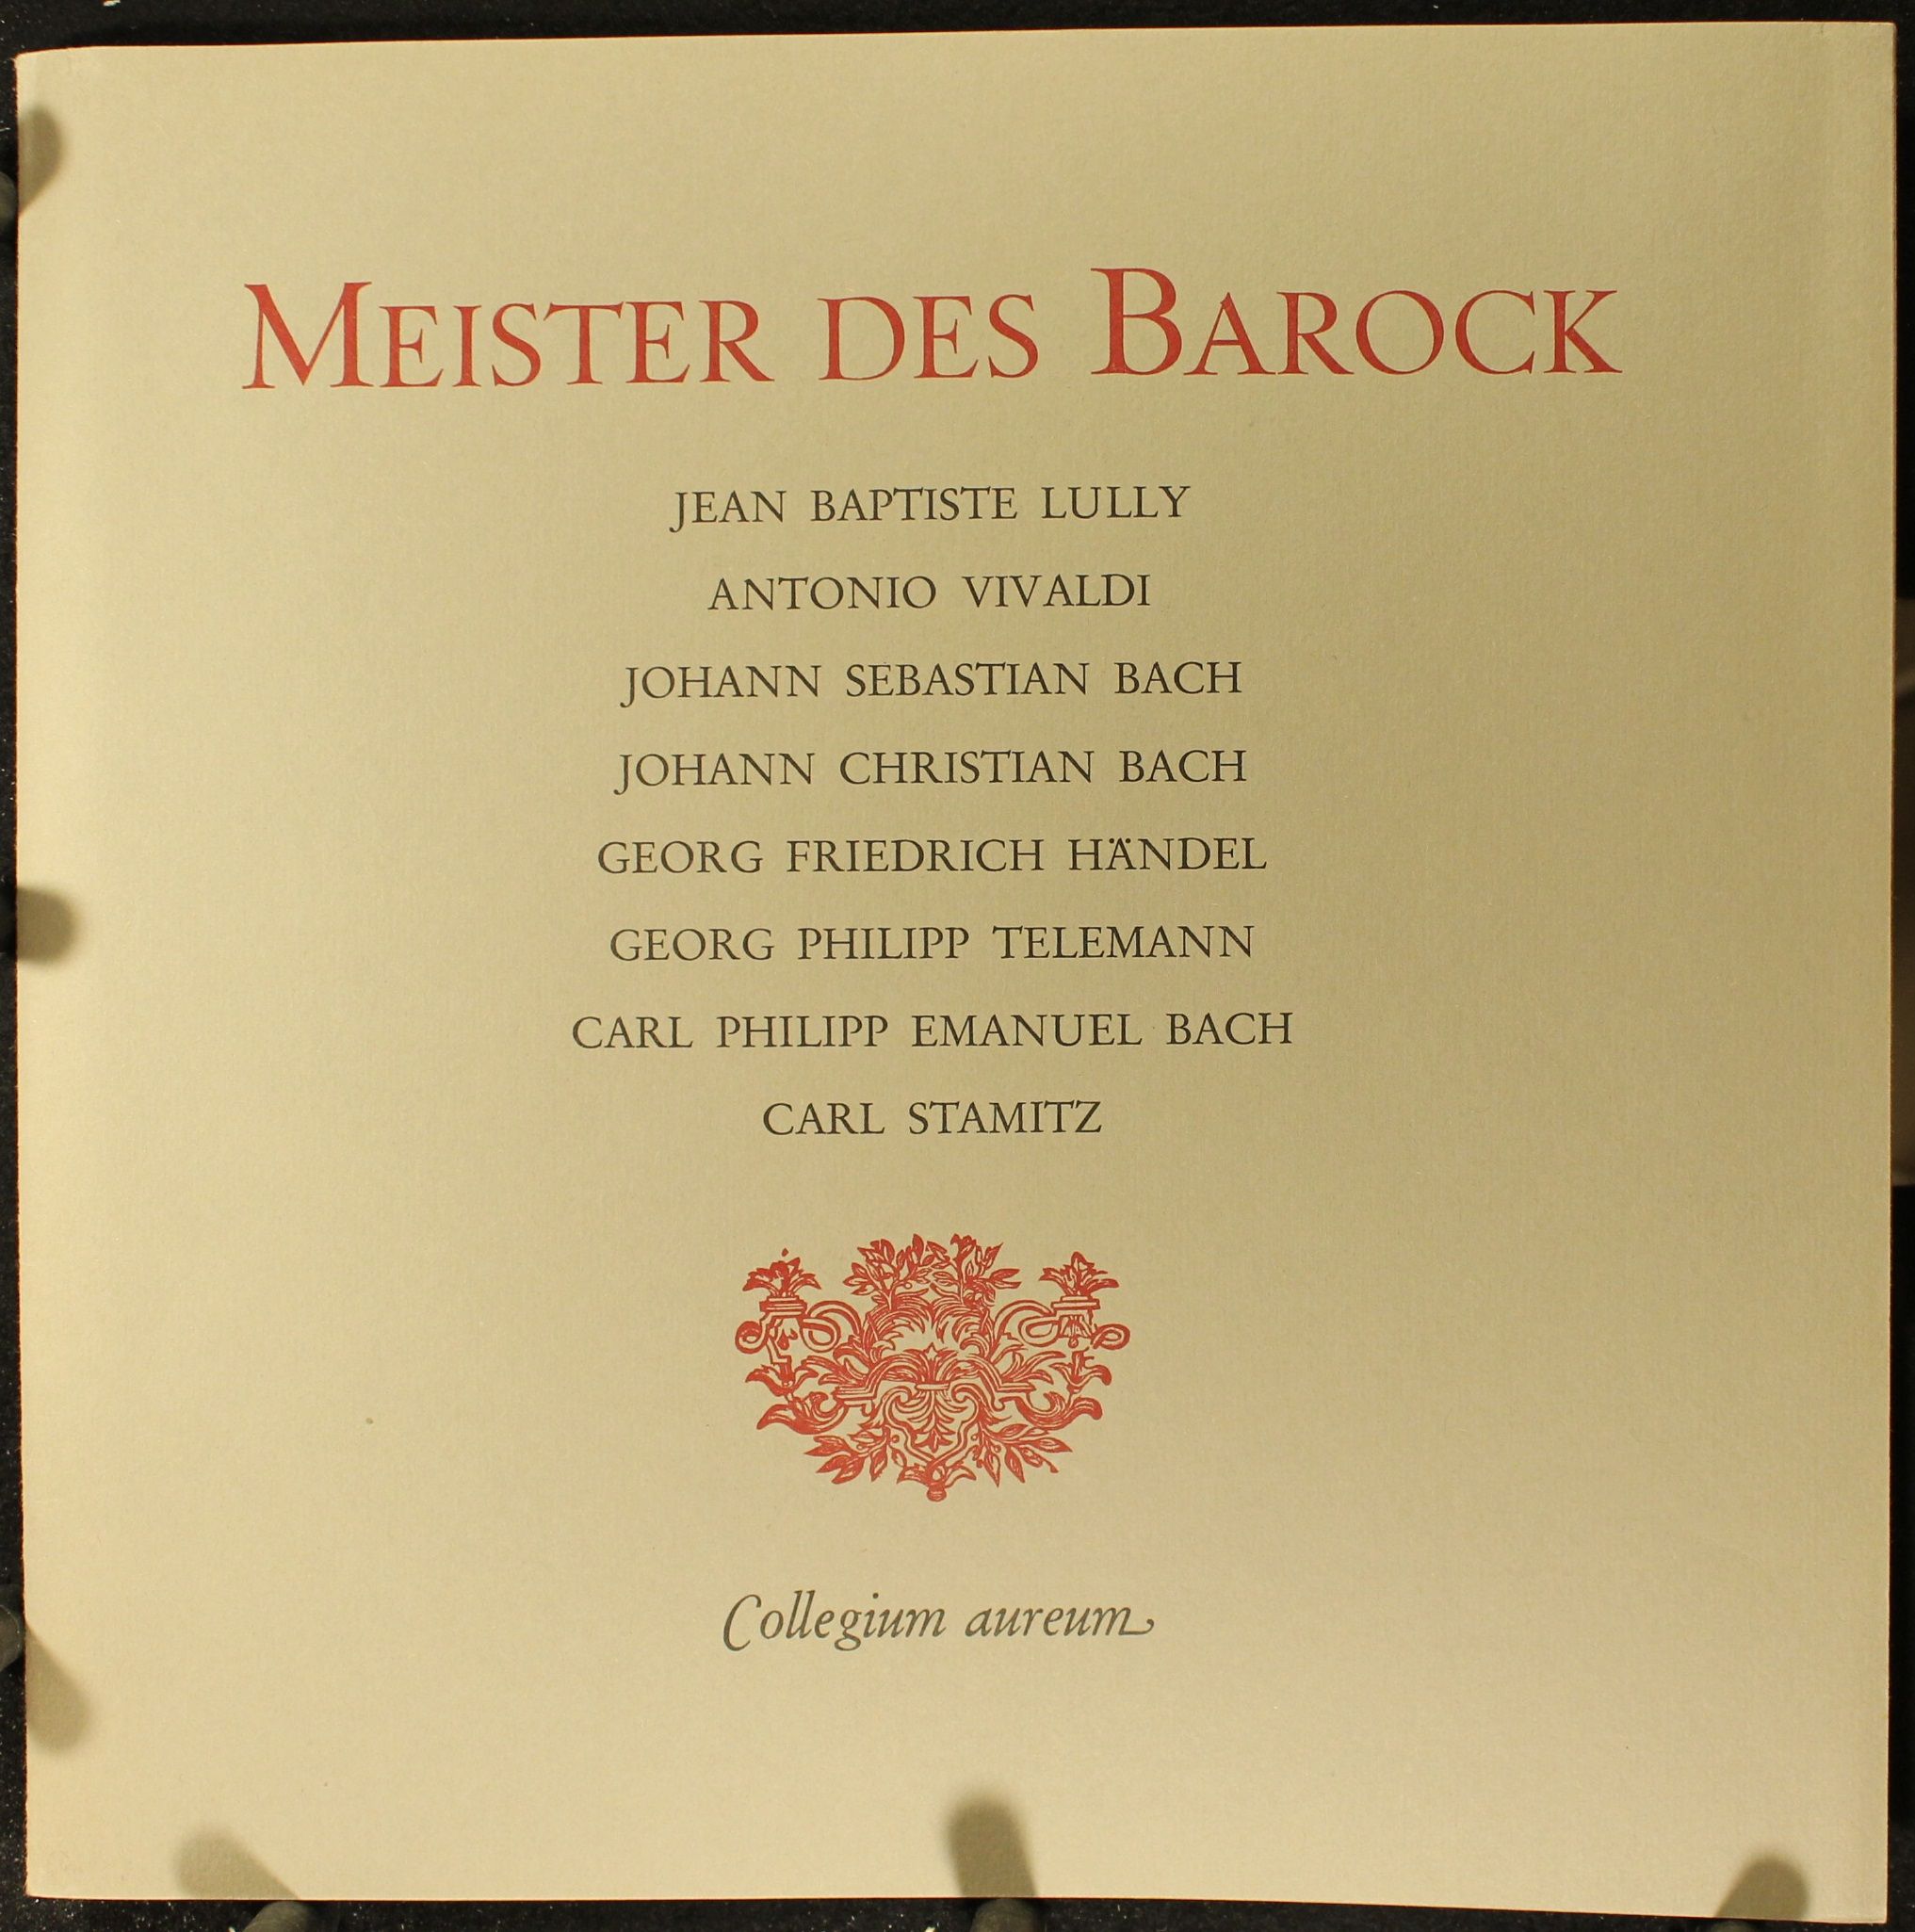 MEISTER DES BAROCK
JEAN BAPTISTE LULLY
ANTONIO VIVALDI
JOHANN SEBASTIAN BACH
JOHANN CHRISTIAN BACH
GEORG FRIEDRICH HÄNDEL
GEORG PHILIPP TELEMANN
CARL PHILIPP EMANUEL BACH
CARL STAMITZ
Collegium aureum